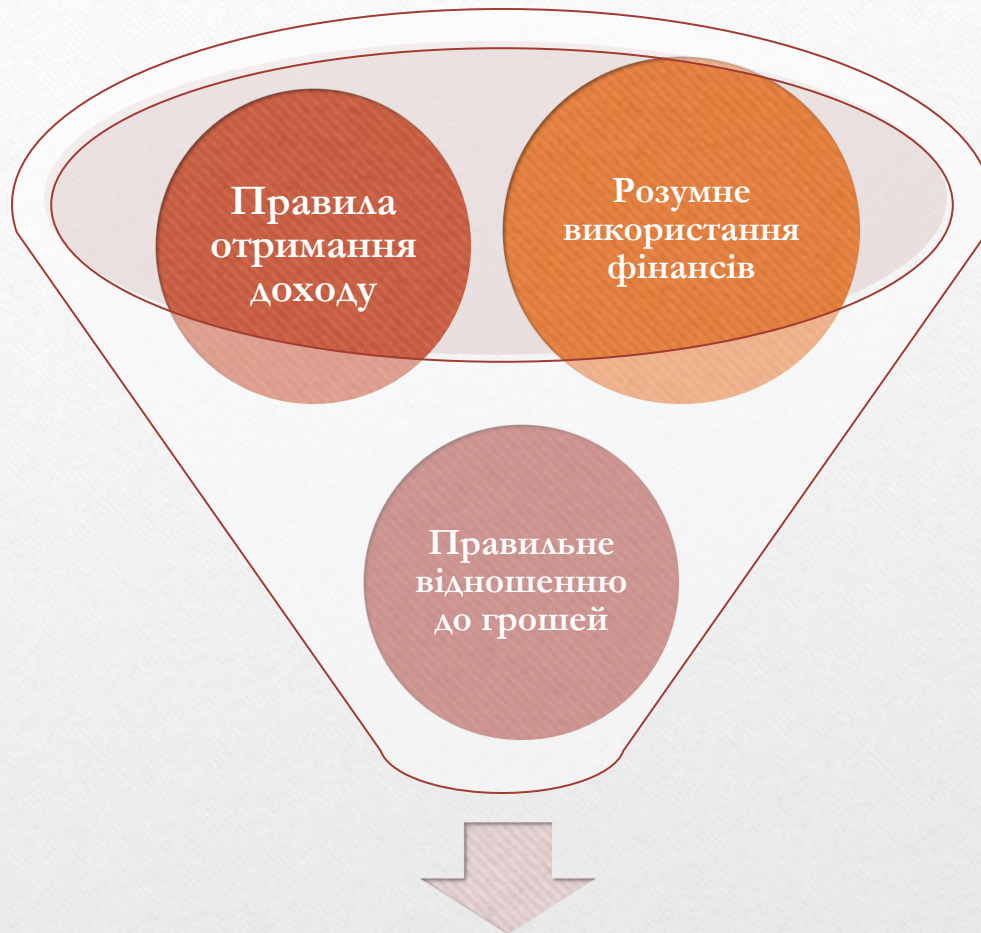 Правила
отримання
доходу
Розумне
використання
фінансів
Правильне
відношенню
до грошей